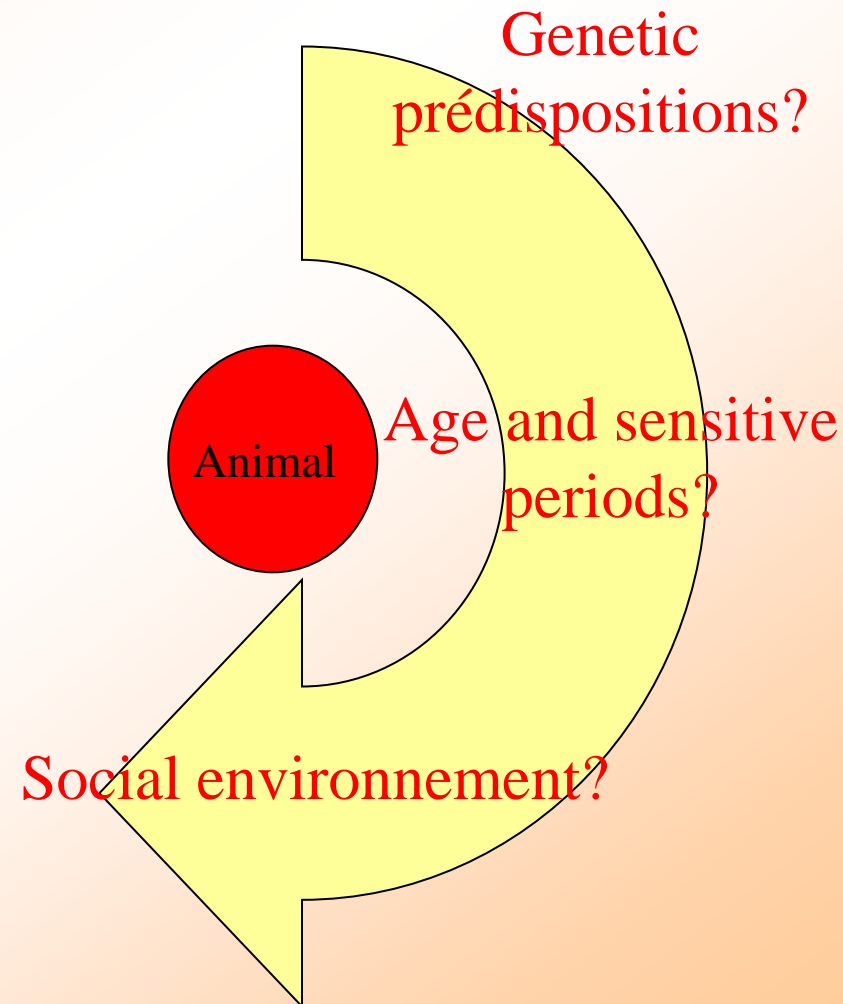 Genetic
prédispositions?
Age and sensitive
periods?
Animal
Social environnement?